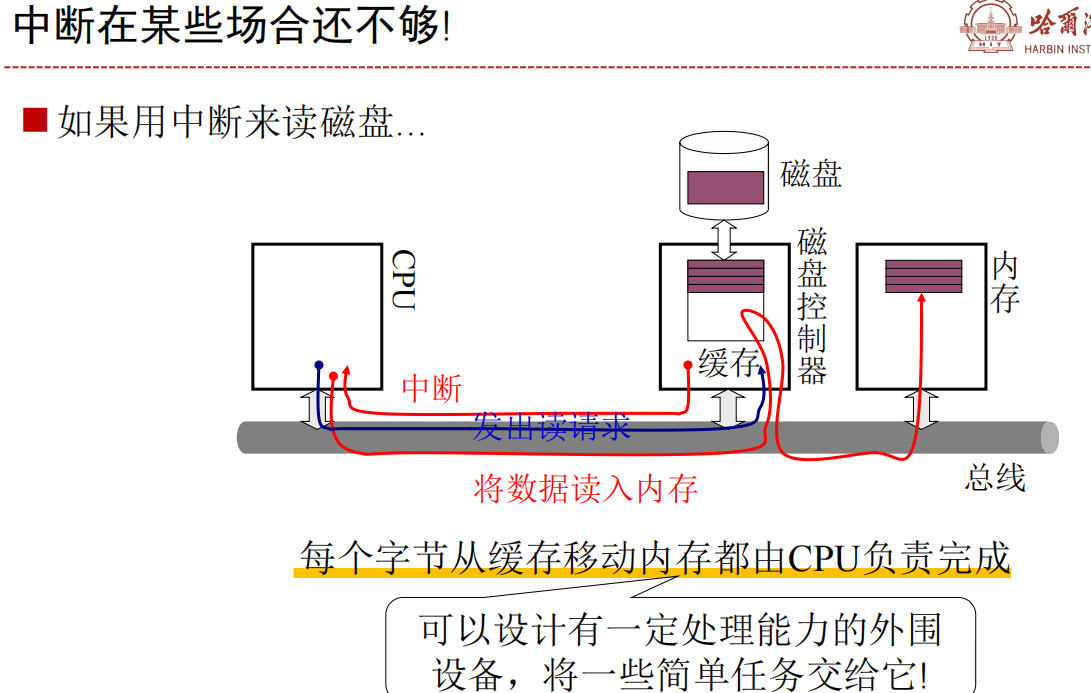 中断在某些场合还不够!
HIT
1920
HARBIN INST
如果用中断来读磁盘...
磁盘
CPU
磁盘控制器
内存
缓存
中断
发出读请求
将数据读入内存
总线
每个字节从缓存移动内存都由CPU负责完成
可以设计有一定处理能力的外围
设备，将一些简单任务交给它!